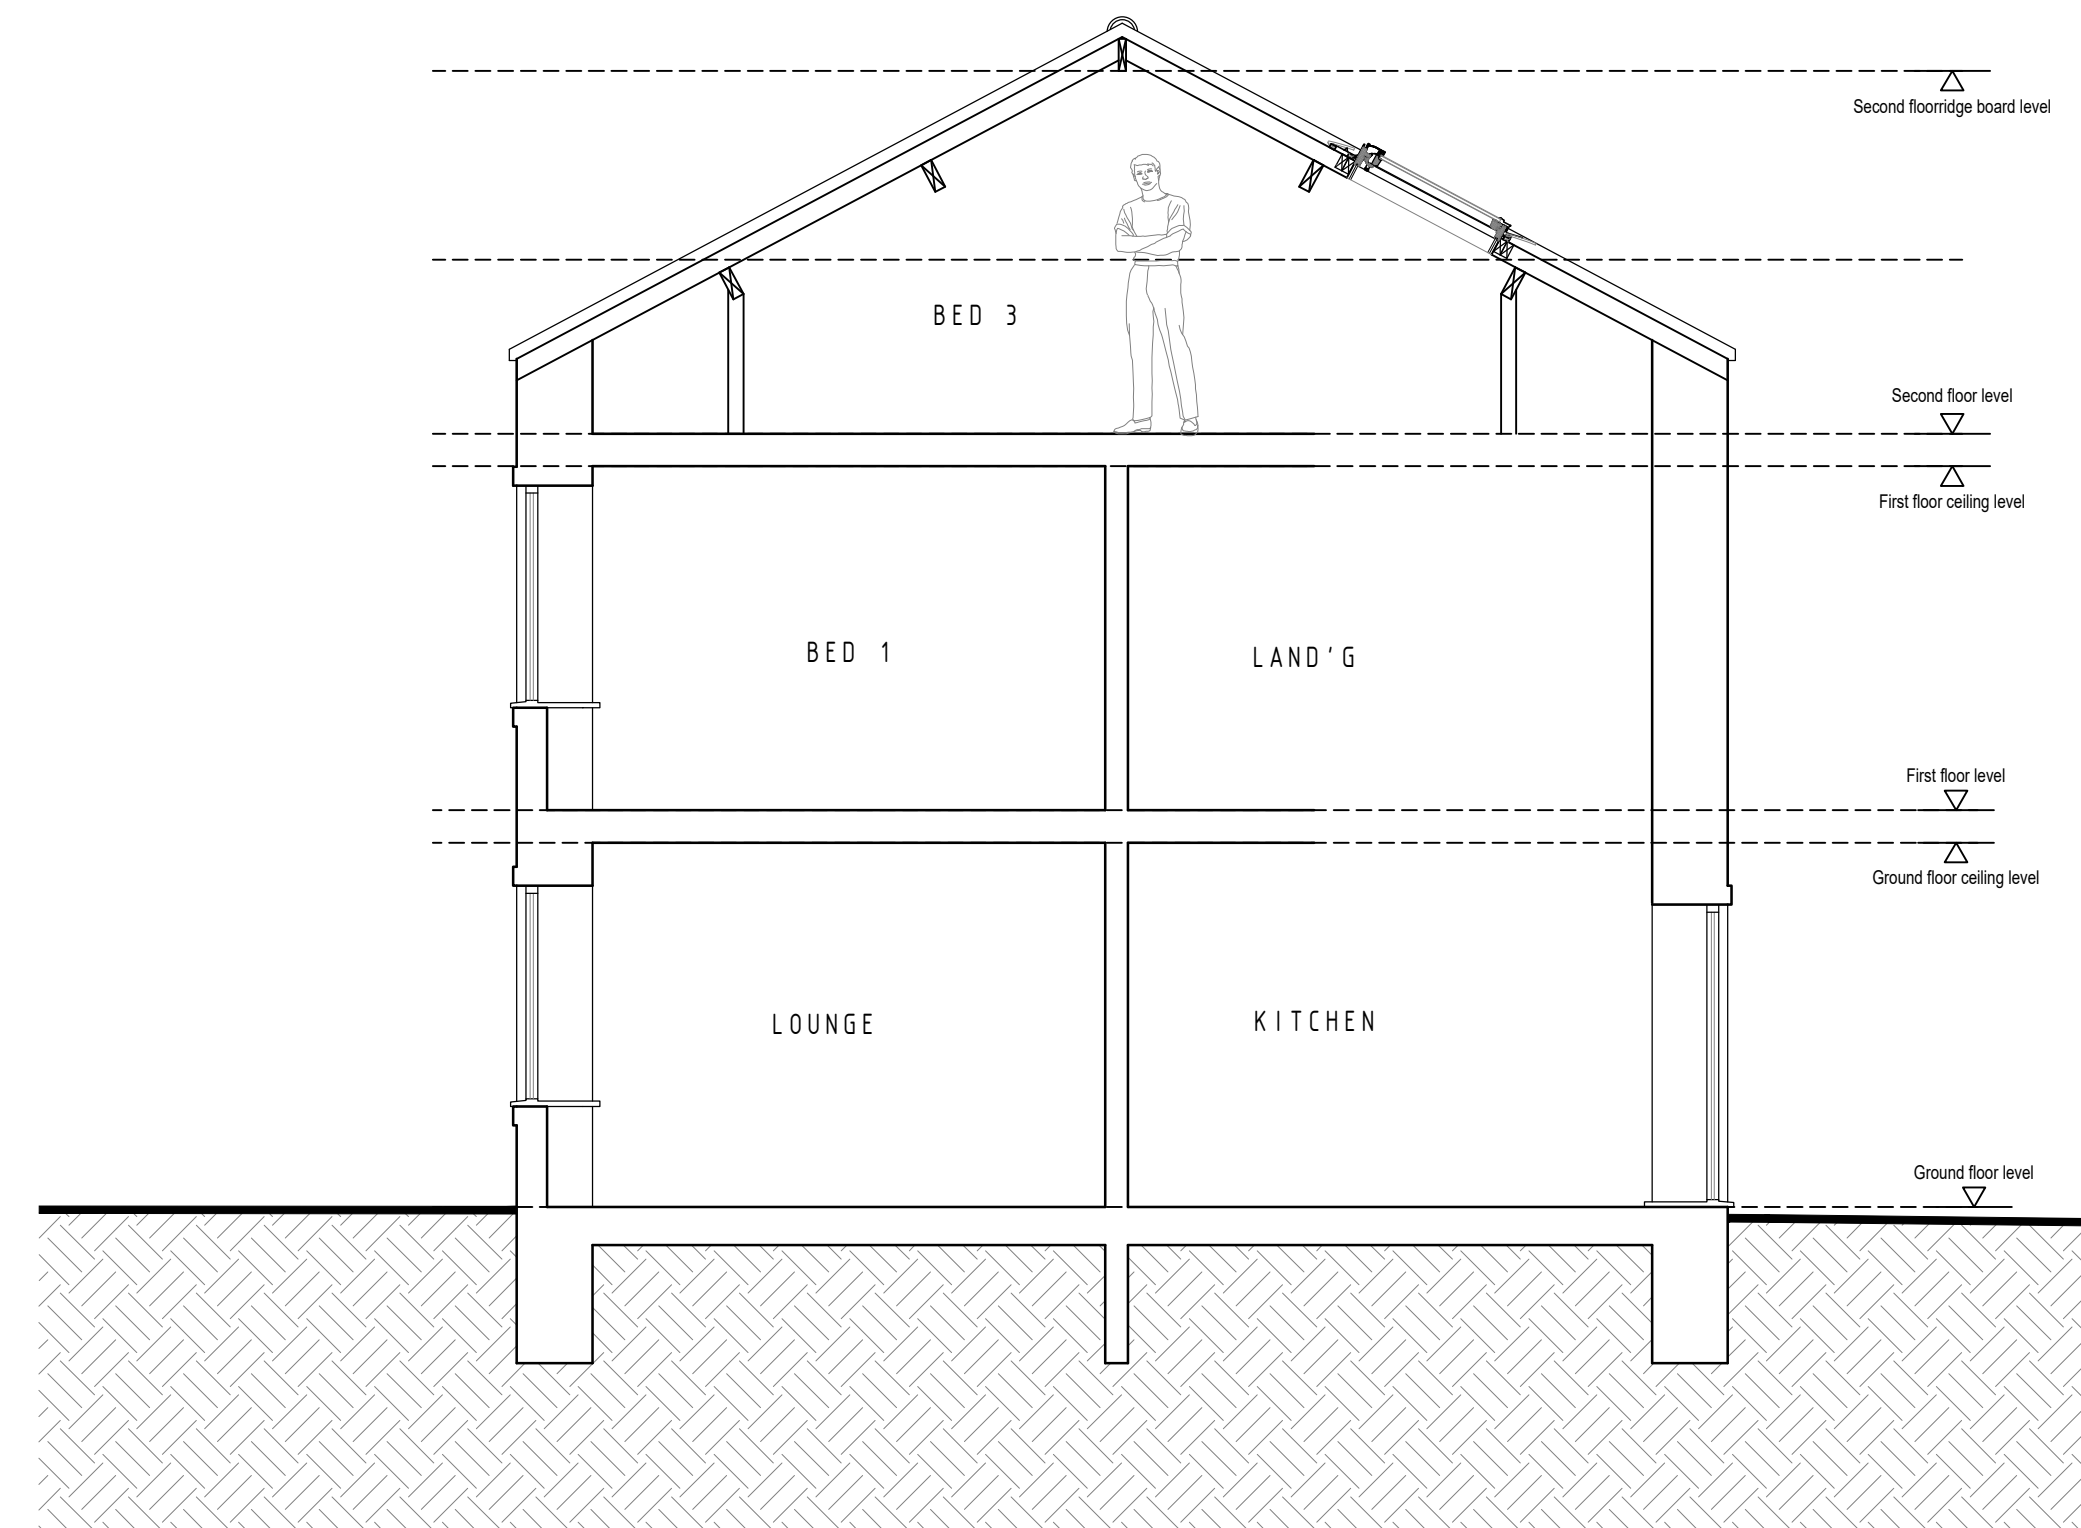 Second floorridge board level
BED 3
Second floor level
First floor ceiling level
BED 1
LAND'G
First floor level
Ground floor ceiling level
LOUNGE
KITCHEN
Ground floor level